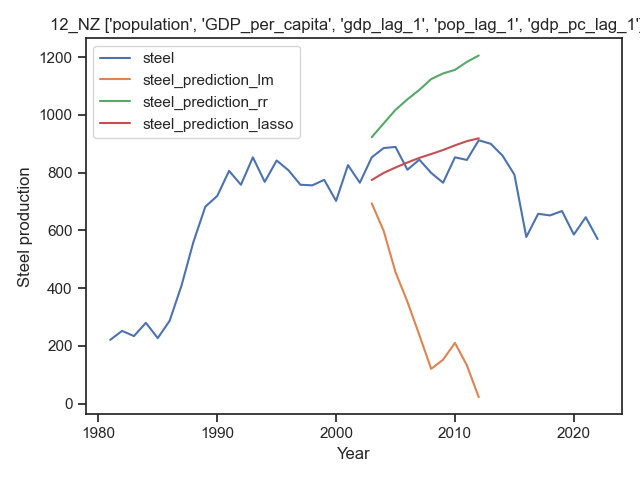 12_NZ ['population', 'GDP_per_capita', 'gdp_lag_1', 'pop_lag_1', 'gdp_pc_lag_1']
steel
steel_prediction_lm
steel_prediction_rr
steel_prediction_lasso
1200
1000
800
600
400
200
0
Steel production
1980
1990
2000
2010
2020
Year